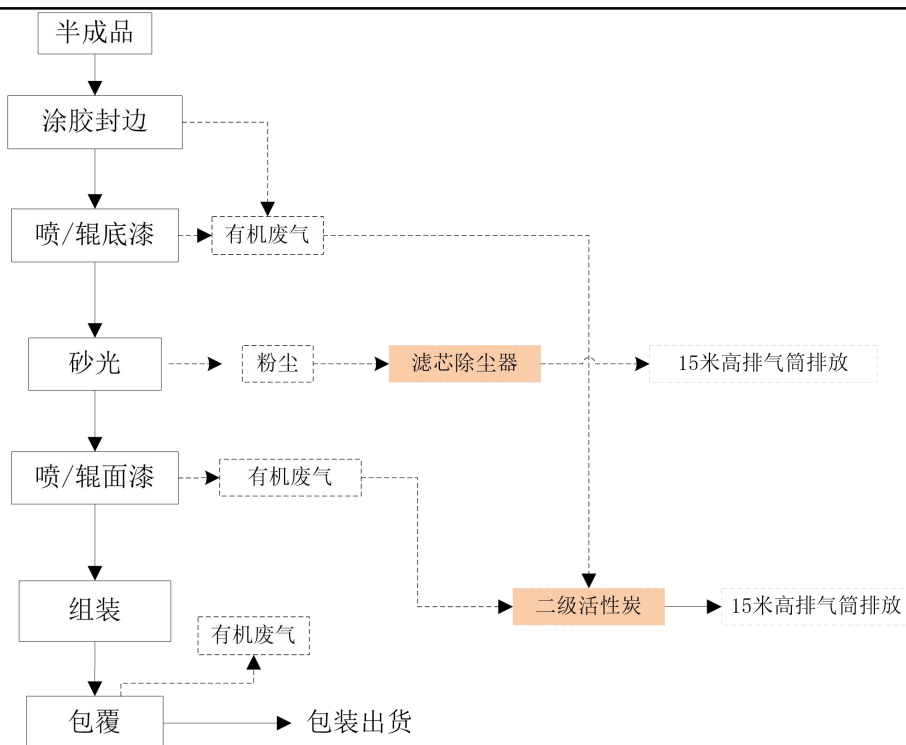 半成品
涂胶封边
喷/辊底漆
有机废气
砂光
粉尘
滤芯除尘器
15米高排气筒排放
喷/辊面漆
有机废气
组装
二级活性炭
15米高排气筒排放
有机废气
包覆
包装出货